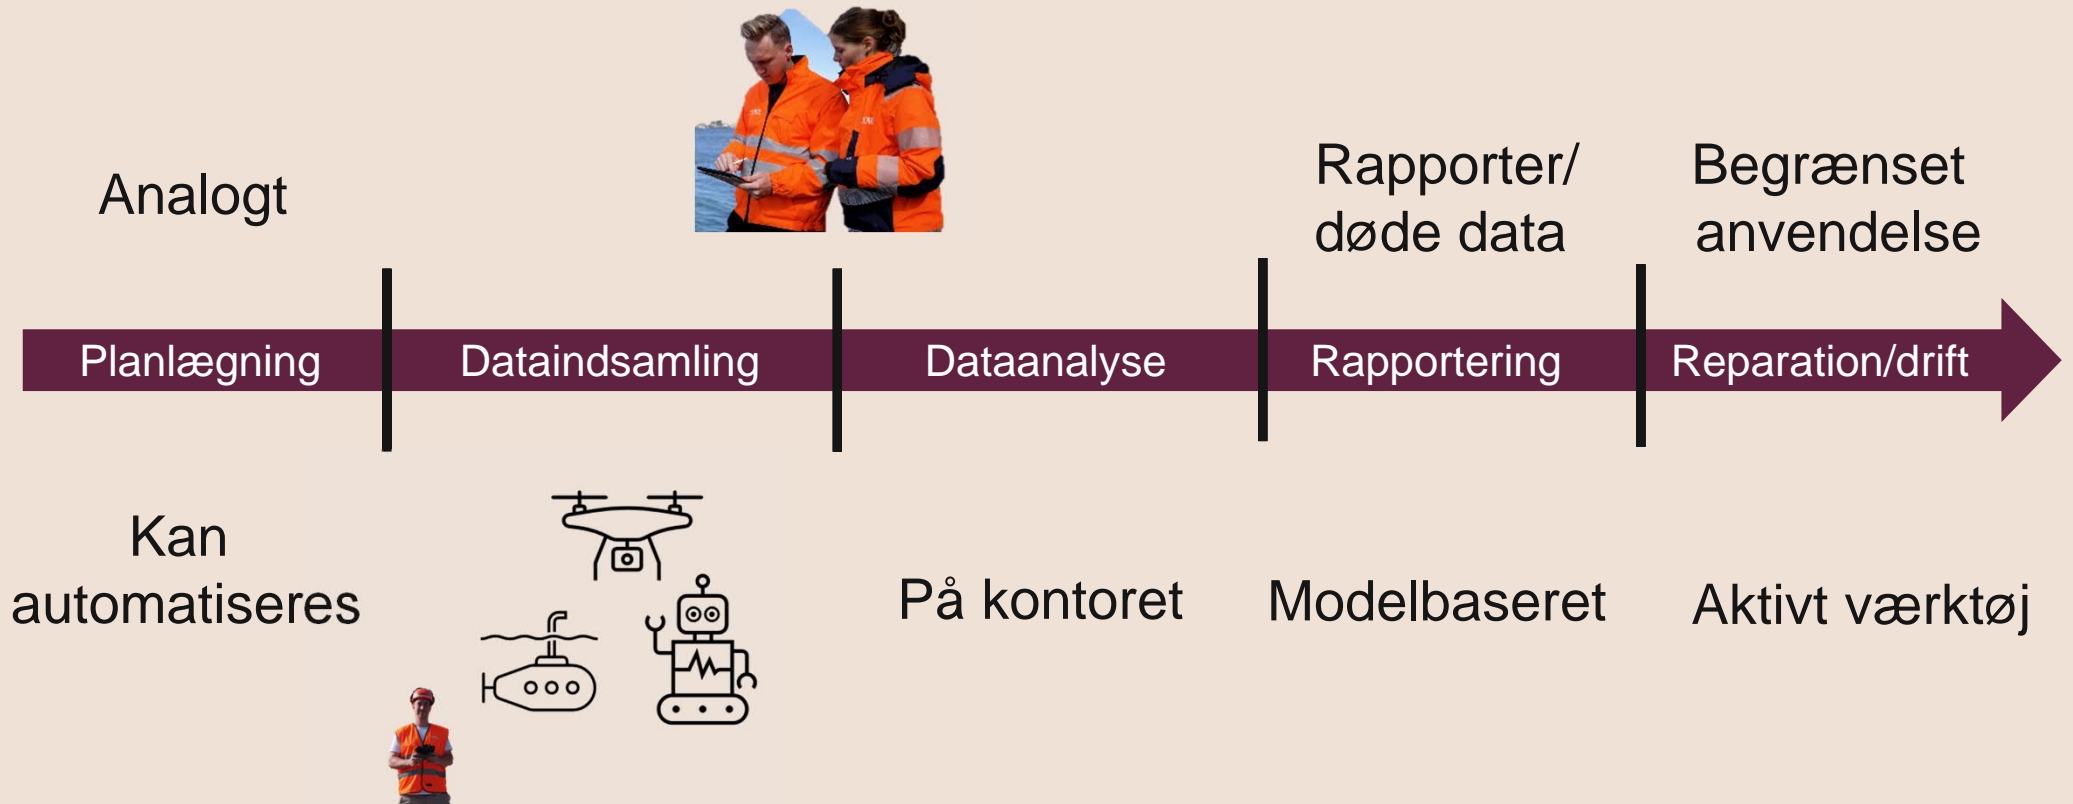 Analogt
Rapporter/
døde data
Begrænset
anvendelse
Planlægning
Dataindsamling
Dataanalyse
Rapportering
Reparation/drift
Kan
automatiseres
På kontoret
Modelbaseret
Aktivt værktøj